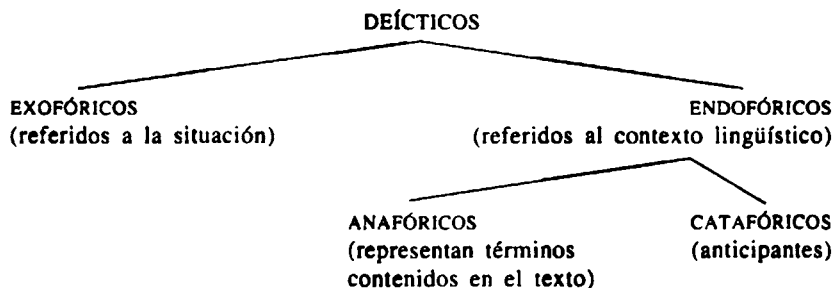 DEÍCTICOS
EXOFÓRICOS
(referidos a la situación)
ENDOFÓRICOS
(referidos al contexto lingüístico)
ANAFÓRICOS
(representan términos
contenidos en el texto)
CATAFÓRICOS
(anticipantes)